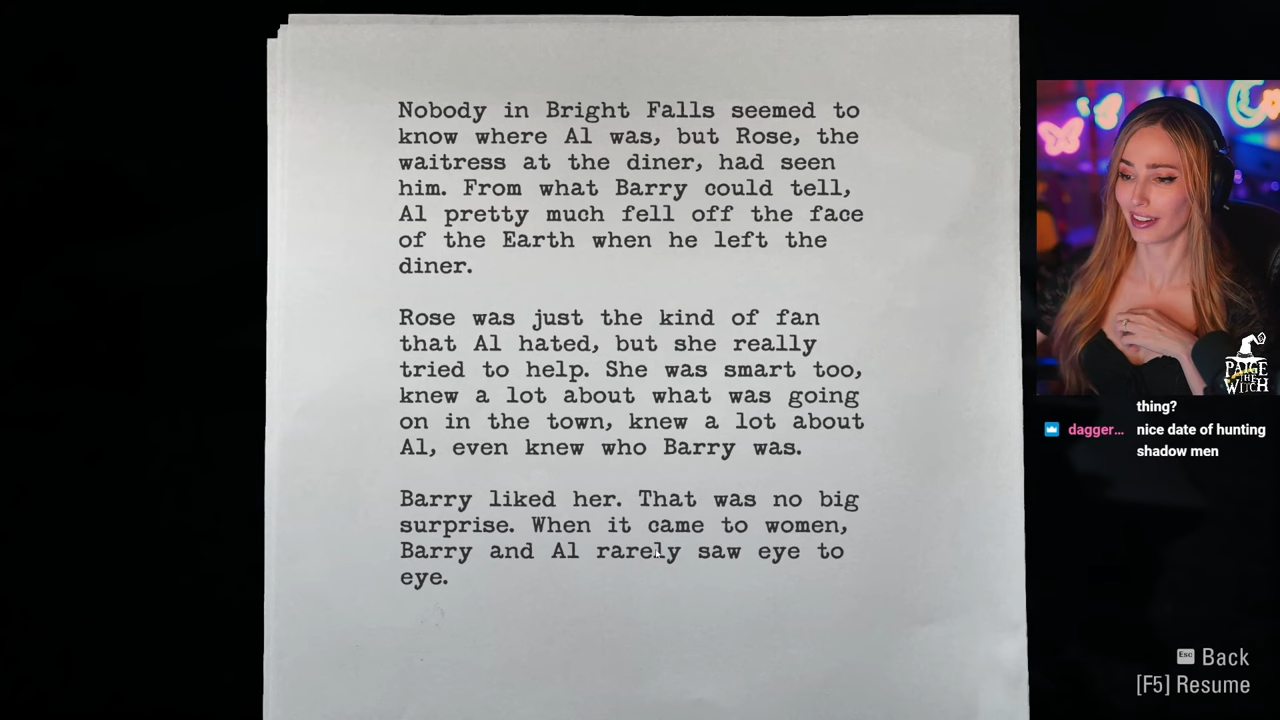 Nobody in Bright Falls seemed to
know where Al was, but Rose, the
waitress at the diner, had seen
him. From what Barry could tell,
Al pretty much fell off the face
of the Earth when he left the
diner.
Rose was just the kind of fan
that Al hated, but she really
tried to help. She was smart too,
knew a lot about what was going
on in the town, knew a lot about
Al, even knew who Barry was.
Barry liked her. That was no big
surprise. When it came to women,
Barry and Al rarely saw eye to
eye.
PAIGE
THE
WITCH
thing?
dagger... nice date of hunting
shadow men
Esc Back
[F5] Resume